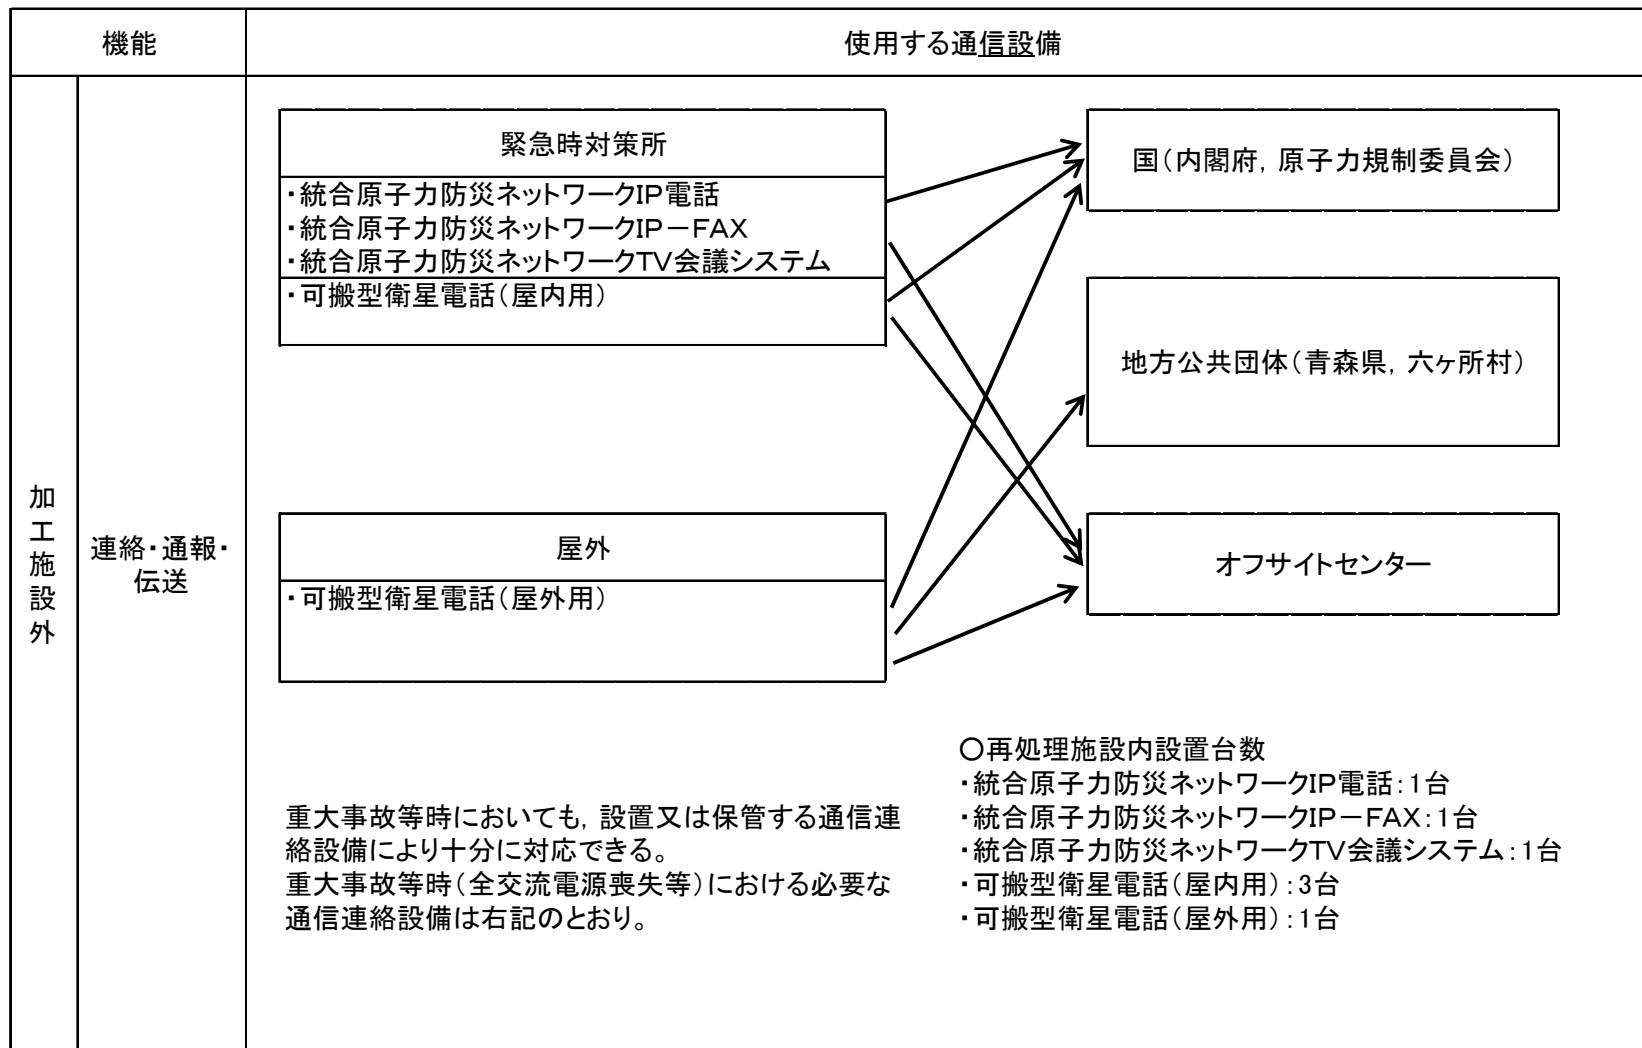 機能
使用する通信設備
加工施設外
連絡・通報・
伝送
緊急時対策所
・統合原子力防災ネットワークIP電話
・統合原子力防災ネットワークIP－FAX
・統合原子力防災ネットワークTV会議システム
・可搬型衛星電話（屋内用）
国（内閣府，原子力規制委員会）
地方公共団体（青森県，六ヶ所村）
屋外
・可搬型衛星電話（屋外用）
オフサイトセンター
重大事故等時においても，設置又は保管する通信連
絡設備により十分に対応できる。
重大事故等時（全交流電源喪失等）における必要な
通信連絡設備は右記のとおり。
○再処理施設内設置台数
・統合原子力防災ネットワークIP電話：1台
・統合原子力防災ネットワークIP－FAX：1台
・統合原子力防災ネットワークTV会議システム：1台
・可搬型衛星電話（屋内用）：3台
・可搬型衛星電話（屋外用）：1台